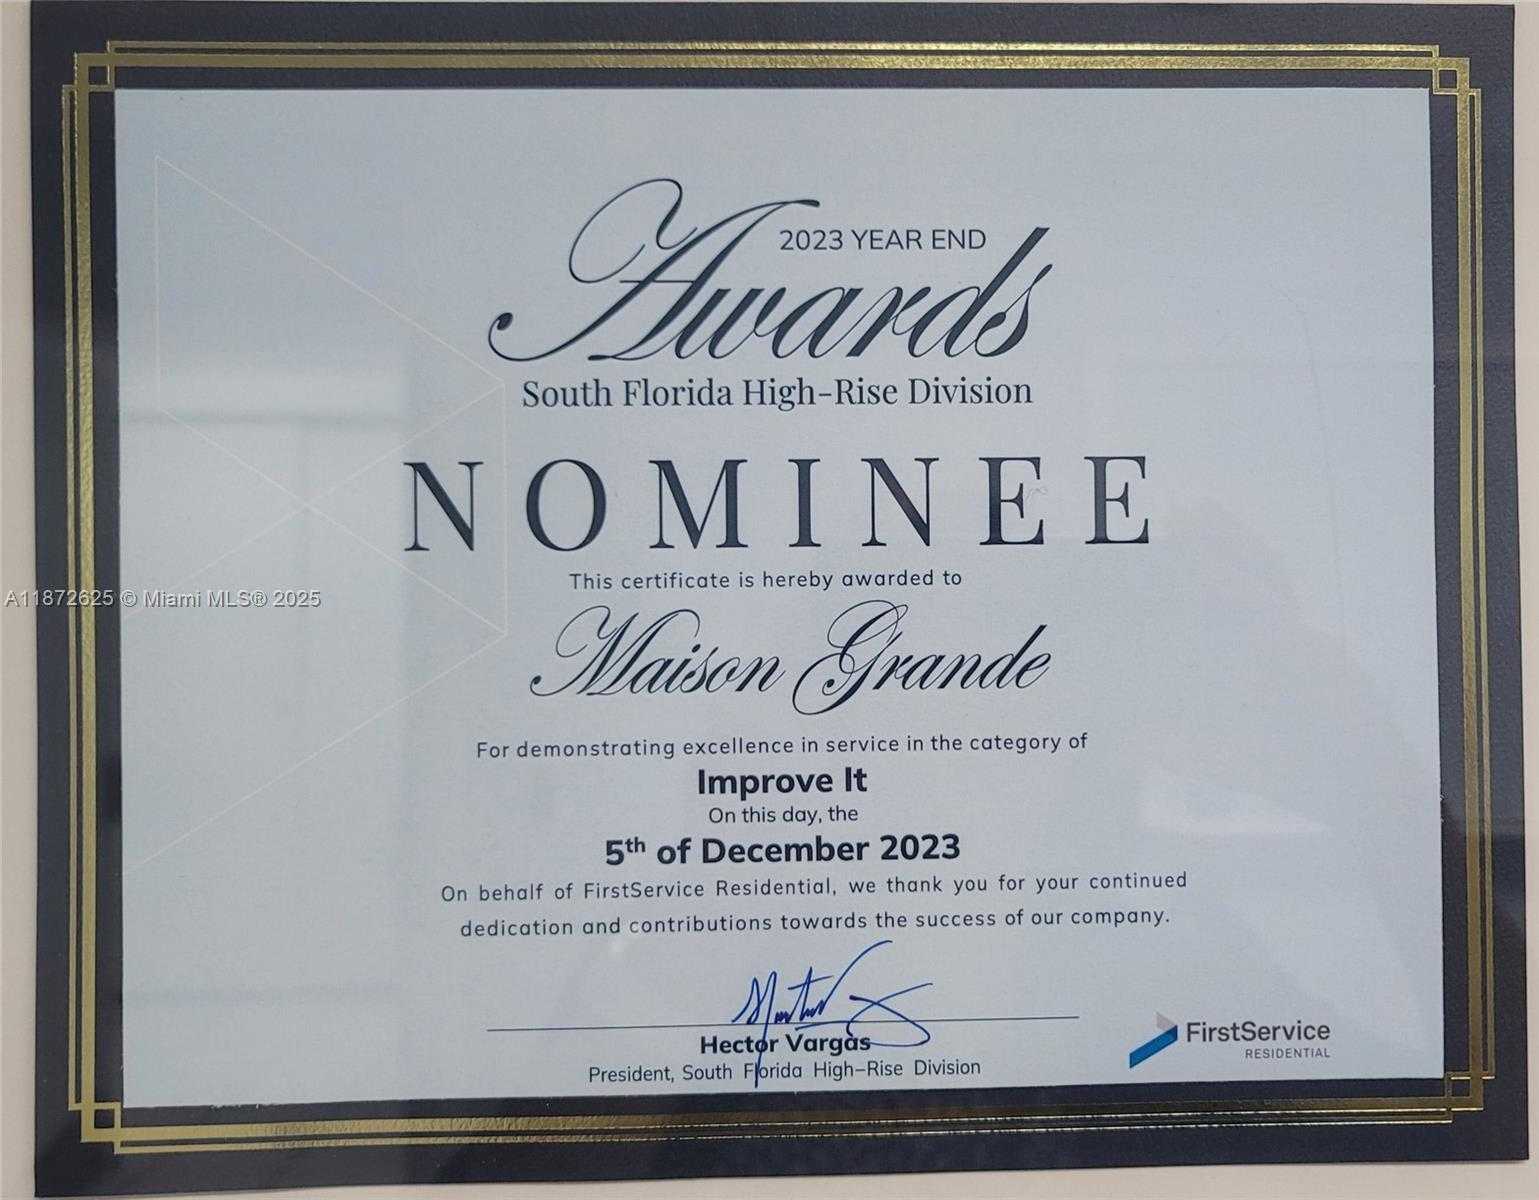 2023 YEAR END
Awards
South Florida High-Rise Division
NOMINEE
This certificate is hereby awarded to
A11872625 © Miami MLS® 2025
Maison Grande
For demonstrating excellence in service in the category of
Improve It
On this day, the
5th of December 2023
On behalf of FirstService Residential, we thank you for your continued
dedication and contributions towards the success of our company.
Hector Vargas
President, South Florida High-Rise Division
FirstService
RESIDENTIAL